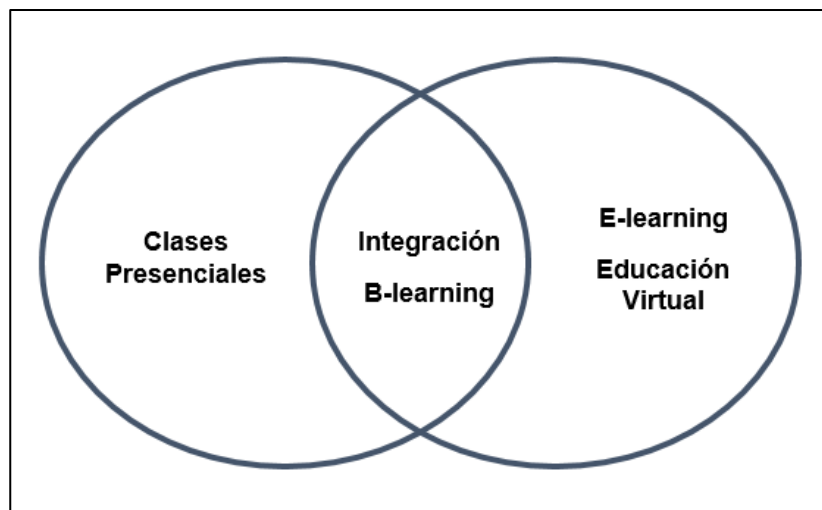 Clases
Presenciales
Integración
B-learning
E-learning
Educación
Virtual